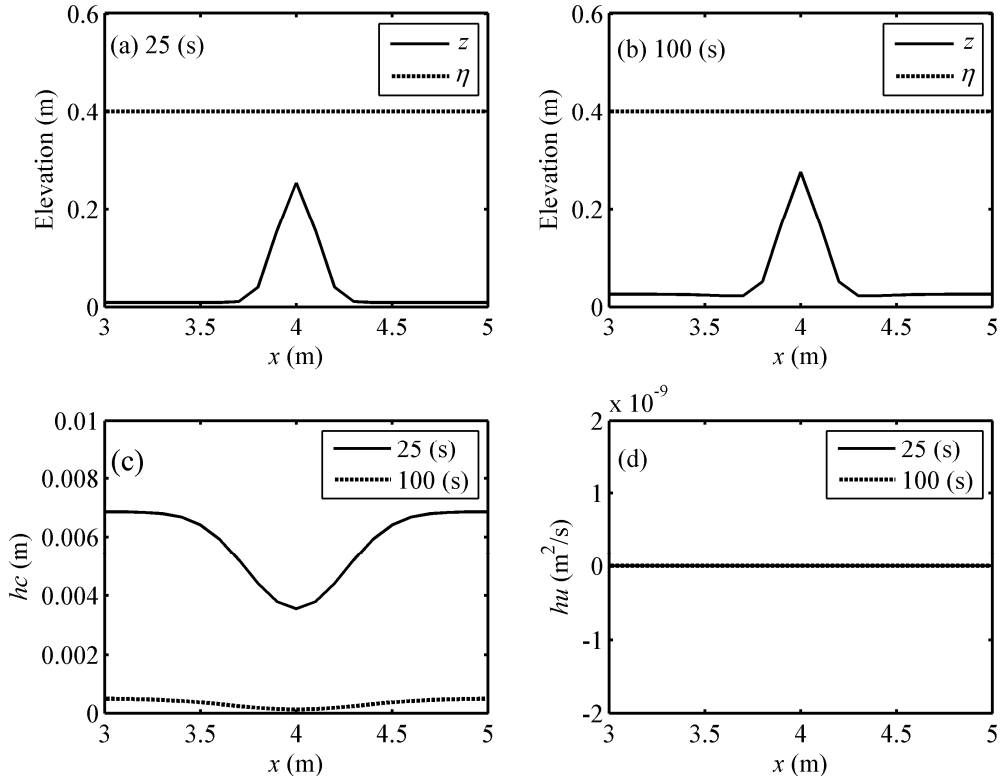 (a) 25 (s)
z
η
Elevation (m)
0.6
0.4
0.2
0
3
3.5
4
4.5
5
x (m)
(b) 100 (s)
z
η
Elevation (m)
0.6
0.4
0.2
0
3
3.5
4
4.5
5
x (m)
(c)
25 (s)
100 (s)
hc (m)
0.01
0.008
0.006
0.004
0.002
0
3
3.5
4
4.5
5
x (m)
x 10⁻⁹
(d)
25 (s)
100 (s)
hu (m²/s)
2
1
0
-1
-2
3
3.5
4
4.5
5
x (m)